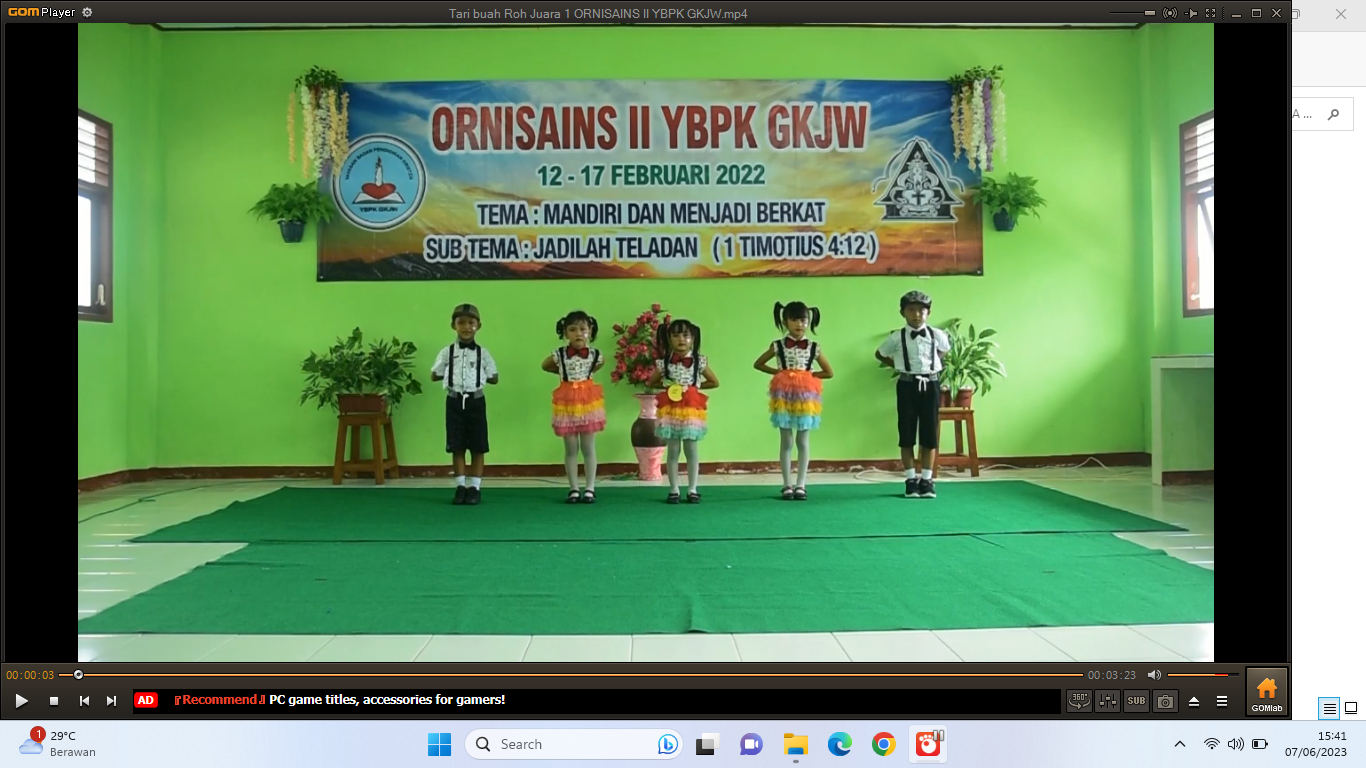 GOM Player
Tari buah Roh Juara 1 ORNISAINS II YBPK GKJW.mp4
A ...
ORNISAINS II YBPK GKJW
12 - 17 FEBRUARI 2022
TEMA : MANDIRI DAN MENJADI BERKAT
SUB TEMA : JADILAH TELADAN ( 1 TIMOTIUS 4:12 )
YBPK GKJW
00:00:03
00:03:23
AD 『Recommend』 PC game titles, accessories for gamers!
360°
SUB
GOMlab
1
29°C
Berawan
Search
15:41
07/06/2023